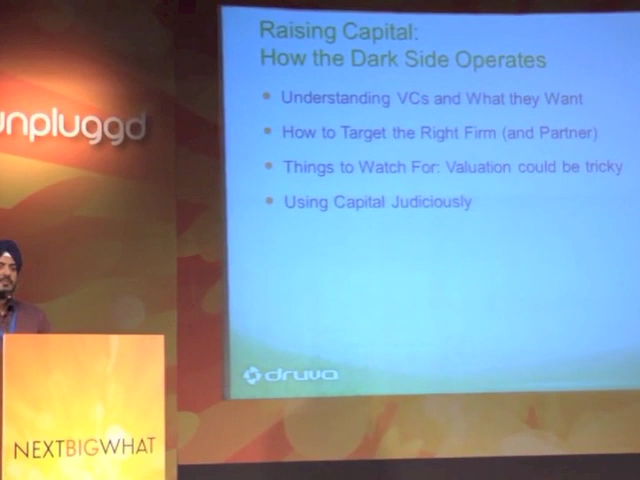 Raising Capital:
How the Dark Side Operates
Understanding VCs and What they Want
How to Target the Right Firm (and Partner)
Things to Watch For: Valuation could be tricky
Using Capital Judiciously
druva
unpluggd
NEXTBIGWHAT